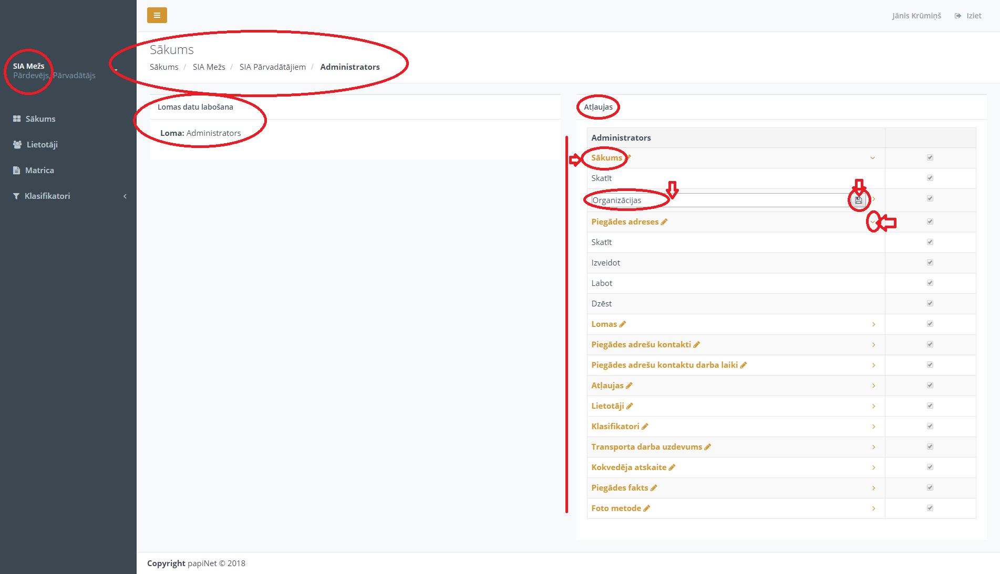 Jānis Krūmiņš Iziet
SIA Mežs
Pārdevējs, Pārvadātājs
Sākums
Lietotāji
Matrica
Klasifikatori
Sākums
Sākums / SIA Mežs / SIA Pārvadātājiem / Administrators
Lomas datu labošana
Loma: Administrators
Atļaujas
Administrators
Sākums
Skatīt
Organizācijas
Piegādes adreses
Skatīt
Izveidot
Labot
Dzēst
Lomas
Piegādes adrešu kontakti
Piegādes adrešu kontaktu darba laiki
Atļaujas
Lietotāji
Klasifikatori
Transporta darba uzdevums
Kokvedēja atskaite
Piegādes fakts
Foto metode
Copyright papiNet © 2018